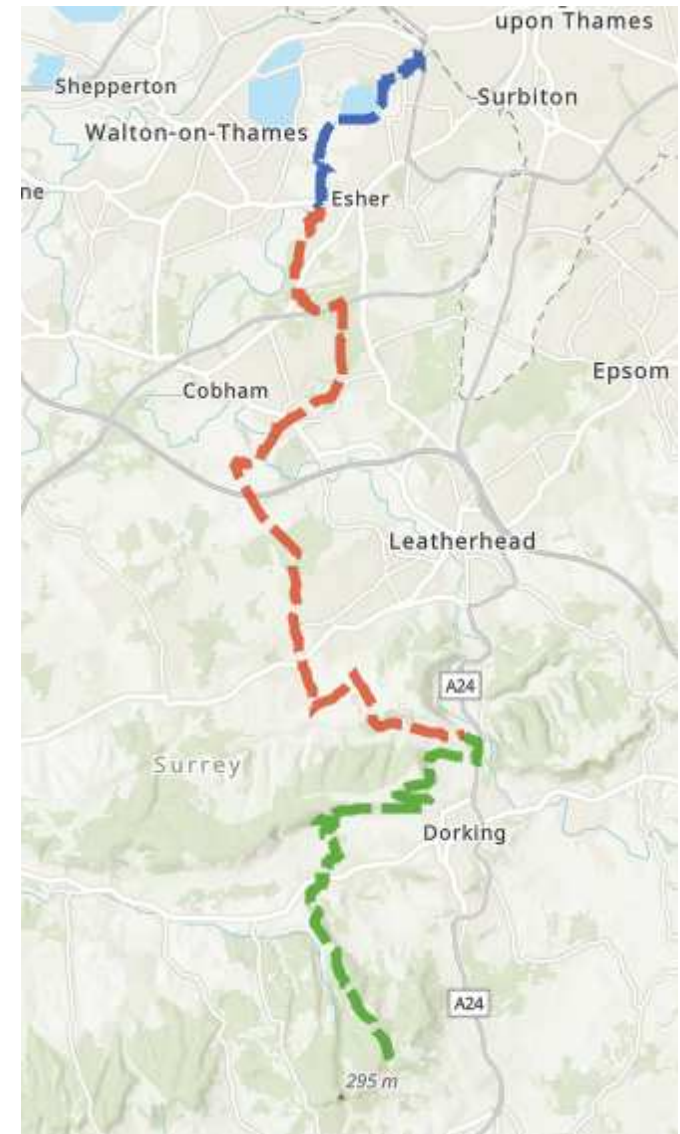 upon Thames
Shepperton
Surbiton
Walton-on-Thames
ne
Esher
Epsom
Cobham
Leatherhead
A24
Surrey
Dorking
A24
295 m